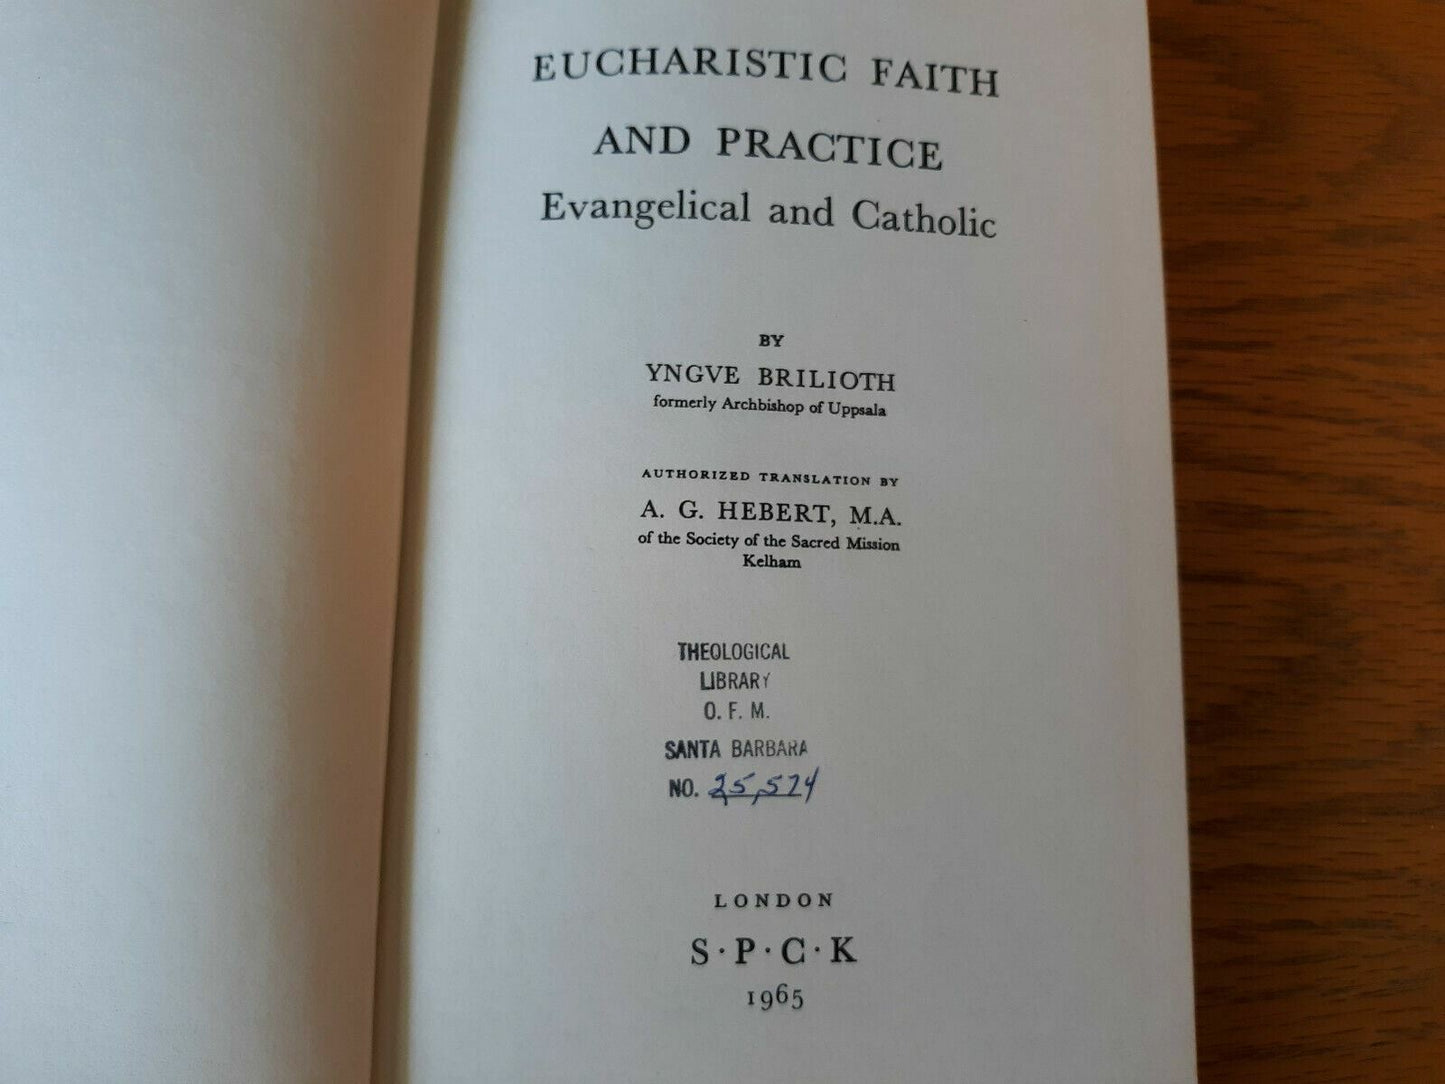 EUCHARISTIC FAITH
AND PRACTICE
Evangelical and Catholic
BY
YNGVE BRILIOTH
formerly Archbishop of Uppsala
AUTHORIZED TRANSLATION BY
A. G. HEBERT, M.A.
of the Society of the Sacred Mission
Kelham
THEOLOGICAL
LIBRARY
O. F. M.
SANTA BARBARA
NO. 25,574
LONDON
S·P·C·K
1965